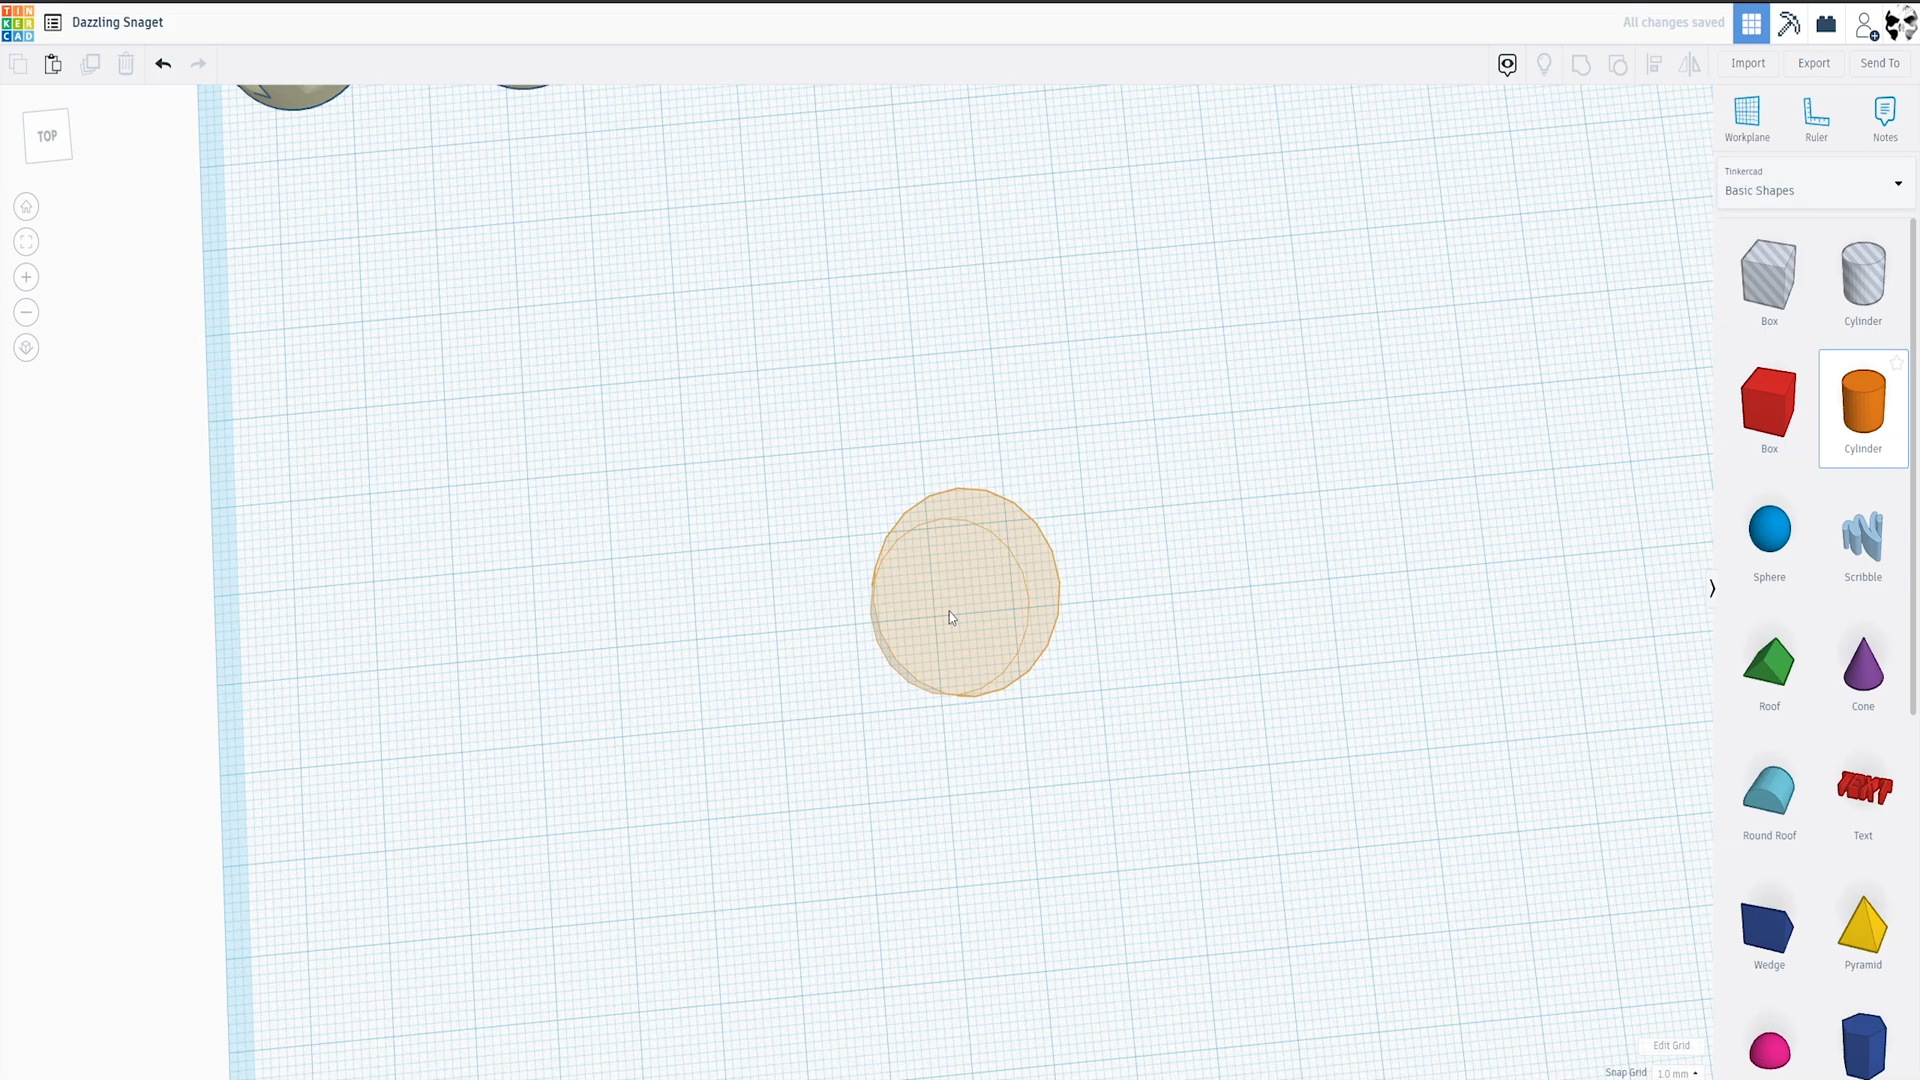 TIN
KER
CAD
Dazzling Snaget
All changes saved
Import
Export
Send To
TOP
Workplane
Ruler
Notes
Tinkercad
Basic Shapes
Box
Cylinder
Box
Cylinder
Sphere
Scribble
Roof
Cone
Round Roof
TEXT
Text
Wedge
Pyramid
Edit Grid
Snap Grid
1.0 mm